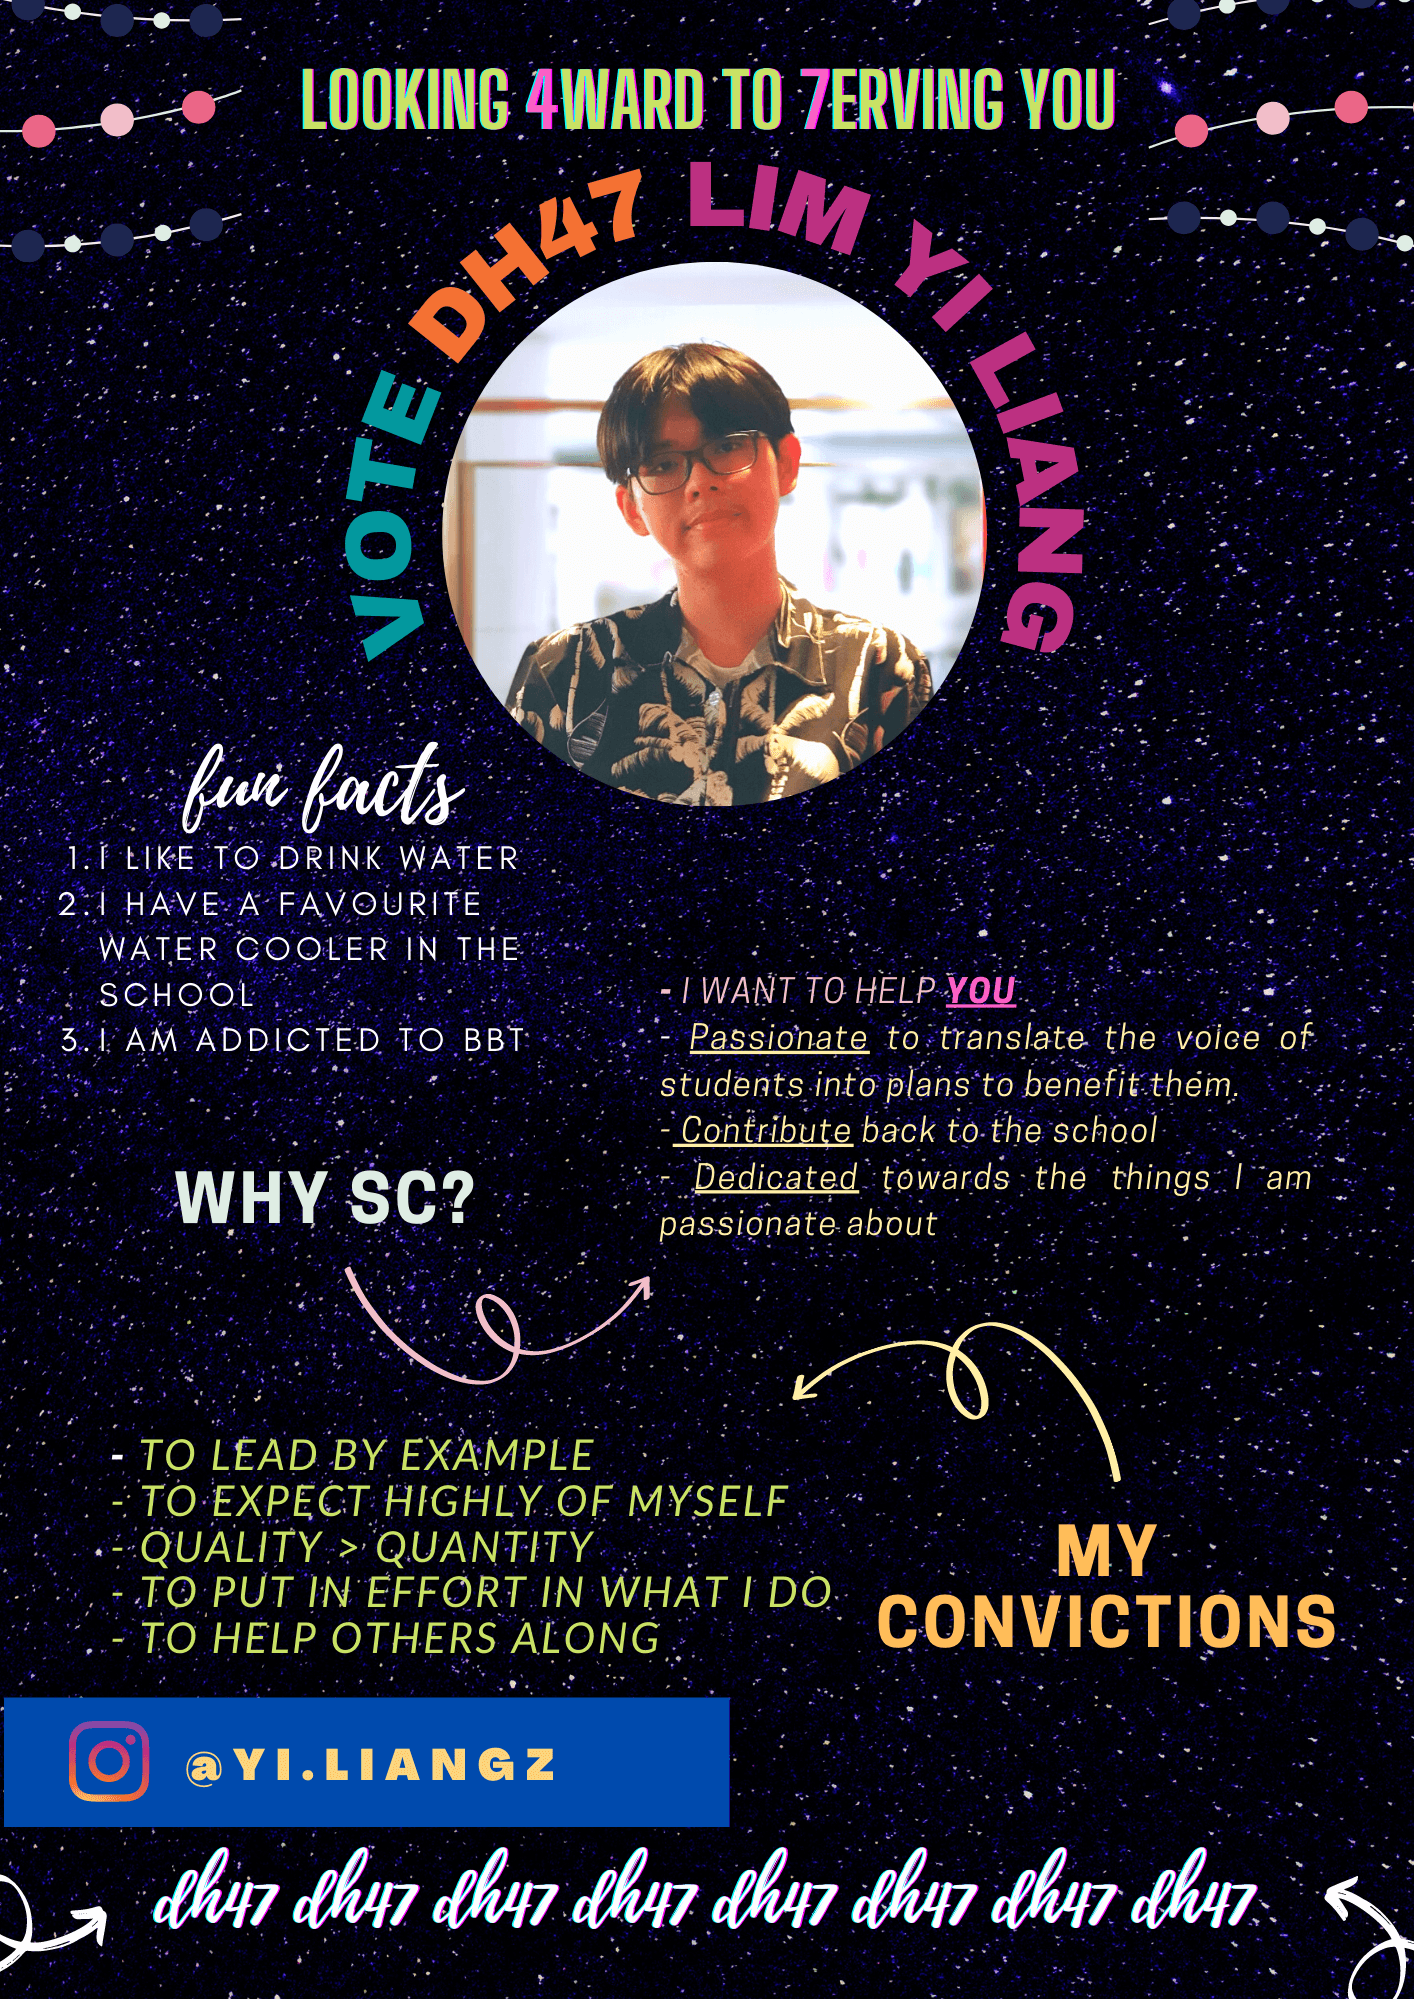 LOOKING 4WARD TO 7ERVING YOU
VOTE DH47 LIM YI LIANG
fun facts
1. I LIKE TO DRINK WATER
2. I HAVE A FAVOURITE
WATER COOLER IN THE
SCHOOL
3. I AM ADDICTED TO BBT
- I WANT TO HELP YOU
- Passionate to translate the voice of
students into plans to benefit them.
- Contribute back to the school
- Dedicated towards the things I am
passionate about
WHY SC?
- TO LEAD BY EXAMPLE
- TO EXPECT HIGHLY OF MYSELF
- QUALITY > QUANTITY
- TO PUT IN EFFORT IN WHAT I DO
- TO HELP OTHERS ALONG
MY
CONVICTIONS
@YI.LIANGZ
dh47 dh47 dh47 dh47 dh47 dh47 dh47 dh47